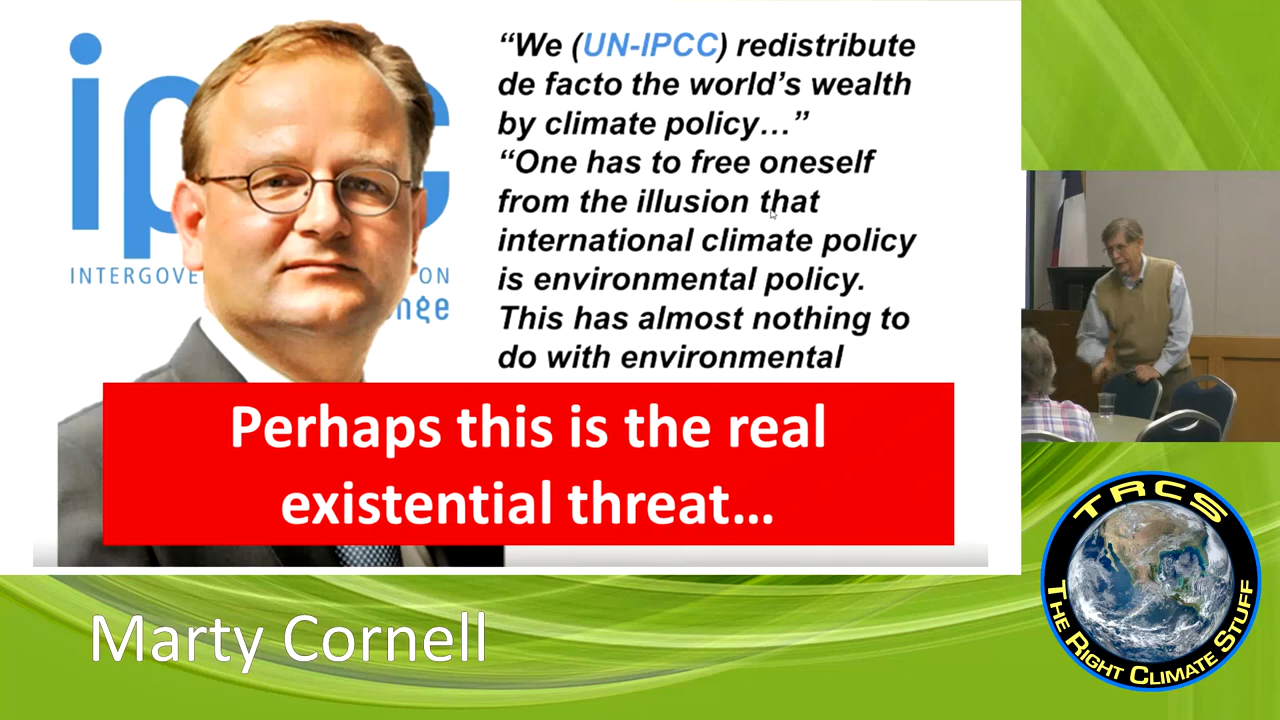 ip
INTERGOVE ON
nge
“We (UN-IPCC) redistribute
de facto the world’s wealth
by climate policy…”
“One has to free oneself
from the illusion that
international climate policy
is environmental policy.
This has almost nothing to
do with environmental
Perhaps this is the real
existential threat…
Marty Cornell
TRCS
THE RIGHT CLIMATE STUFF